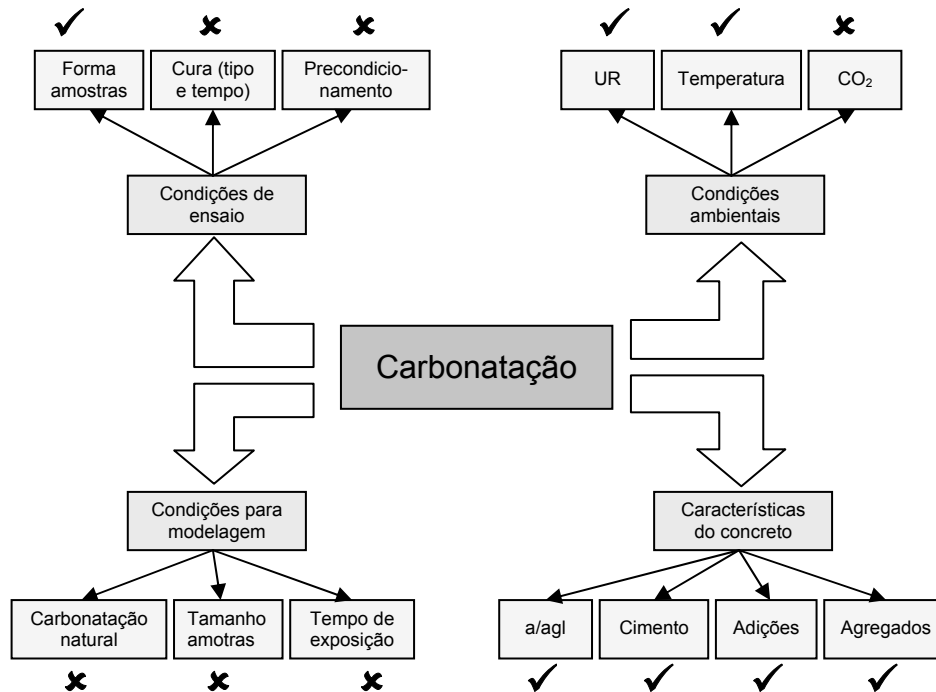 Forma
amostras
Cura (tipo
e tempo)
Precondicio-
namento
UR
Temperatura
CO₂
Condições de
ensaio
Condições
ambientais
Carbonatação
Condições para
modelagem
Características
do concreto
Carbonatação
natural
Tamanho
amotras
Tempo de
exposição
a/agl
Cimento
Adições
Agregados